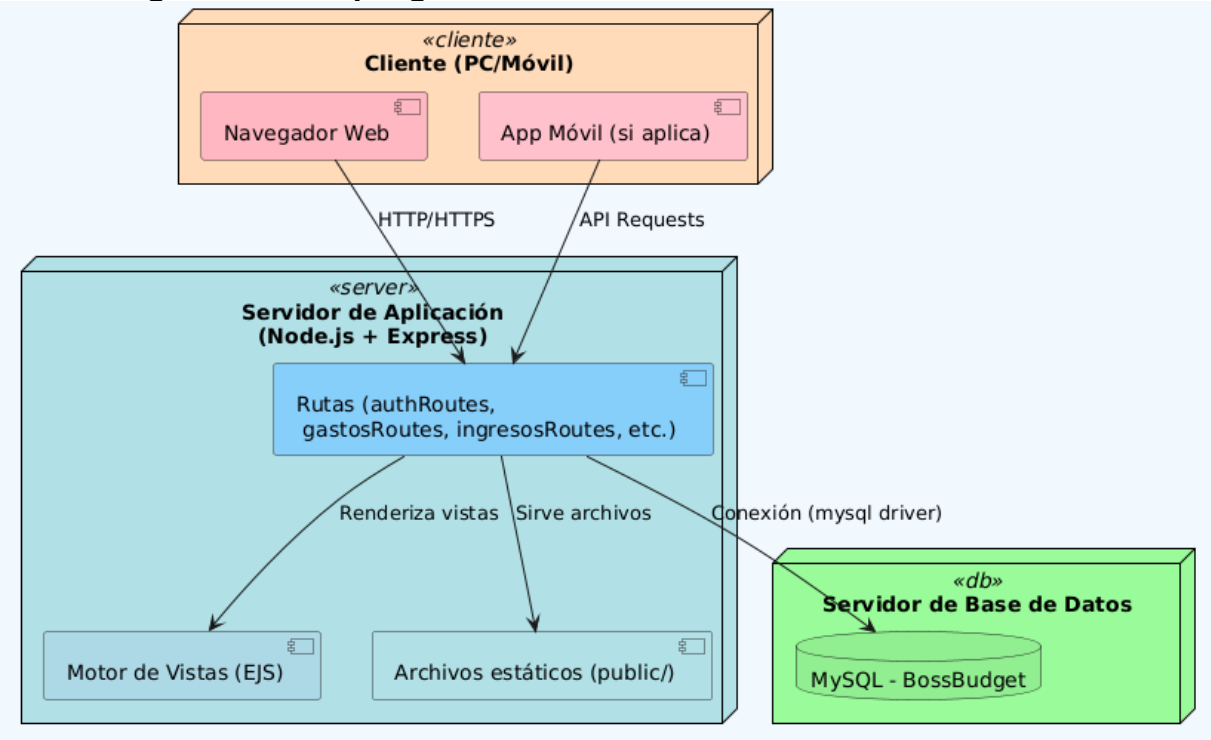 «cliente»
Cliente (PC/Móvil)
Navegador Web
App Móvil (si aplica)
HTTP/HTTPS
API Requests
«server»
Servidor de Aplicación
(Node.js + Express)
Rutas (authRoutes,
gastosRoutes, ingresosRoutes, etc.)
Renderiza vistas
Sirve archivos
Conexión (mysql driver)
«db»
Servidor de Base de Datos
Motor de Vistas (EJS)
Archivos estáticos (public/)
MySQL - BossBudget